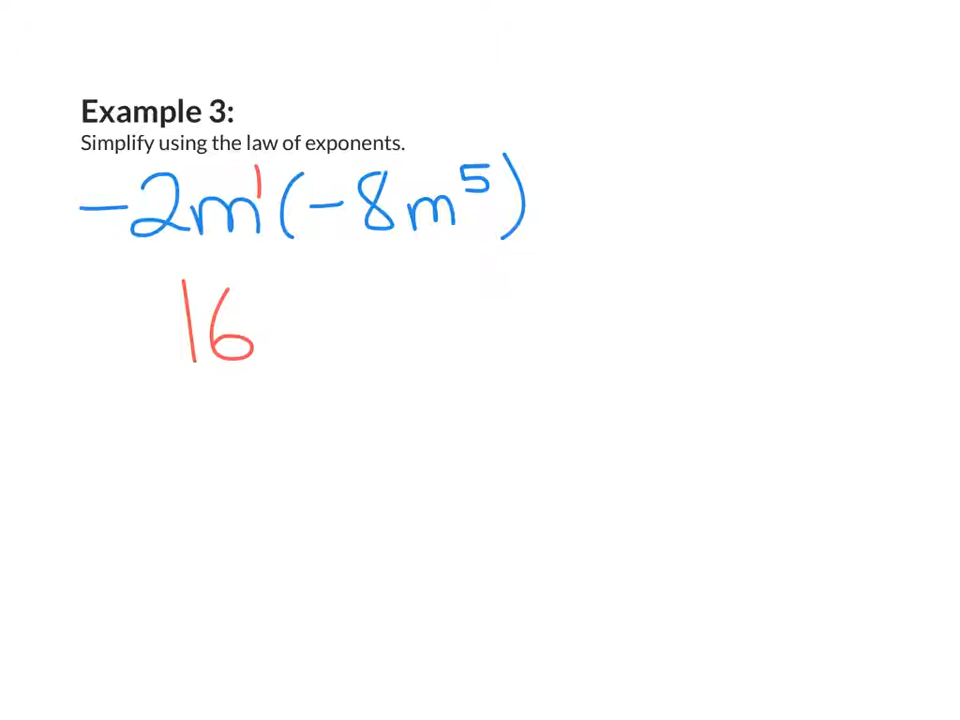 Example 3:
Simplify using the law of exponents.
-2m¹(-8m⁵)
16